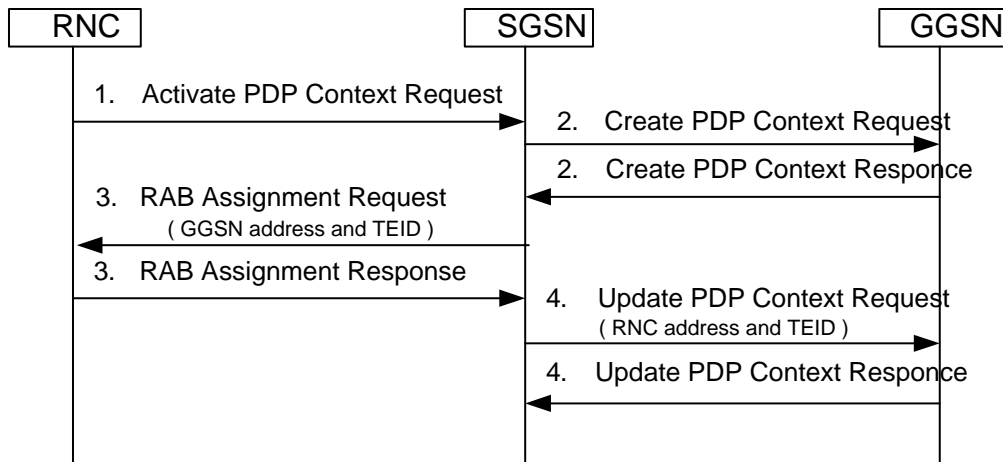 RNC
SGSN
GGSN
1. Activate PDP Context Request
2. Create PDP Context Request
2. Create PDP Context Responce
3. RAB Assignment Request
( GGSN address and TEID )
3. RAB Assignment Response
4. Update PDP Context Request
( RNC address and TEID )
4. Update PDP Context Responce